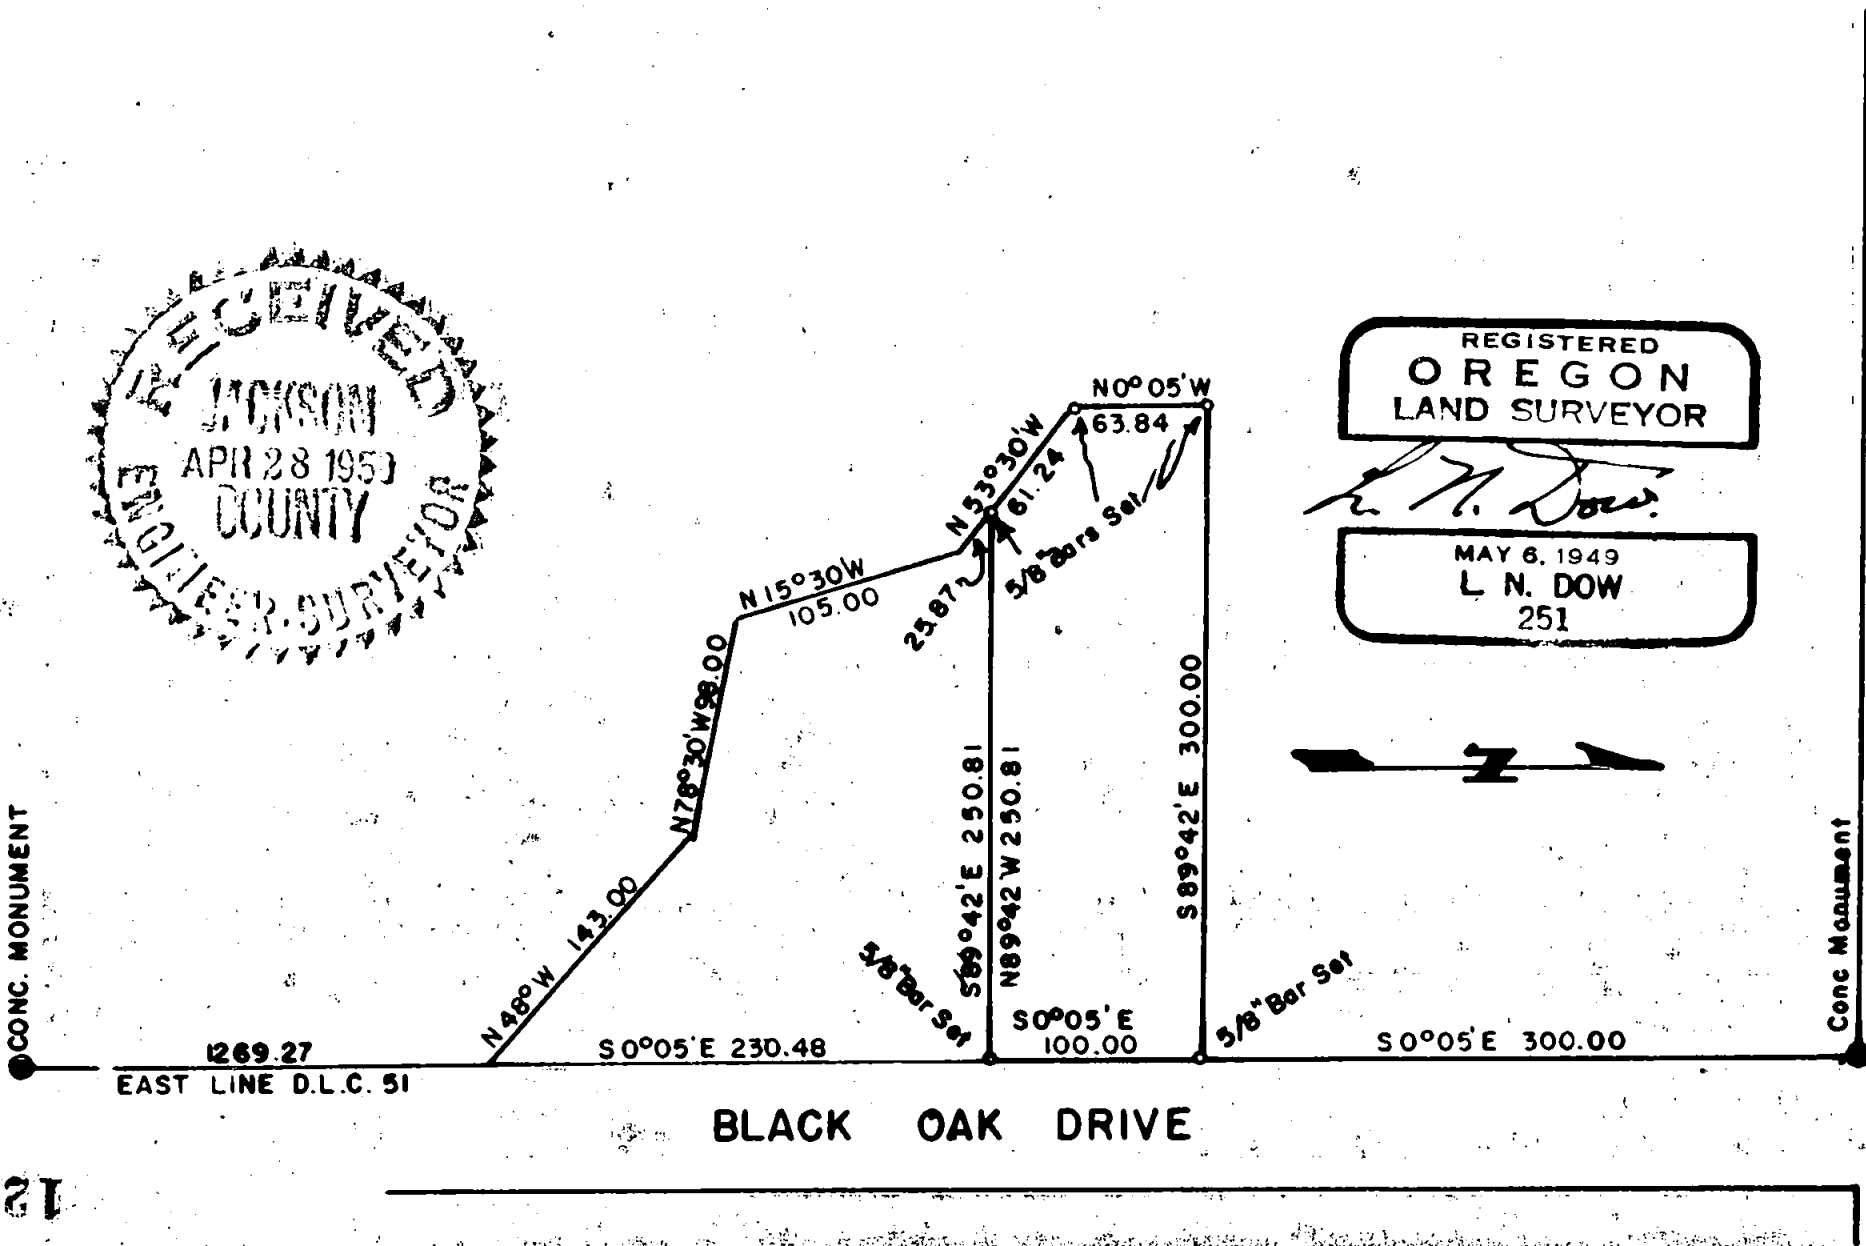 RECEIVED
JACKSON
APR 28 195
COUNTY
ENGINEER-SURVEYOR
REGISTERED
OREGON
LAND SURVEYOR
L. N. Dow.
MAY 6, 1949
L N. DOW
251
N
N0°05'W
63.84
N53°30'W
61.24
5/8" Bars Set
25.87
N15°30'W
105.00
N78°30'W 98.00
N48°W 143.00
S89°42'E 250.81
N89°42'W 250.81
S89°42'E 300.00
5/8" Bar Set
5/8" Bar Set
CONC. MONUMENT
Conc Monument
1269.27
EAST LINE D.L.C. 51
S0°05'E 230.48
S0°05'E
100.00
S0°05'E 300.00
BLACK OAK DRIVE